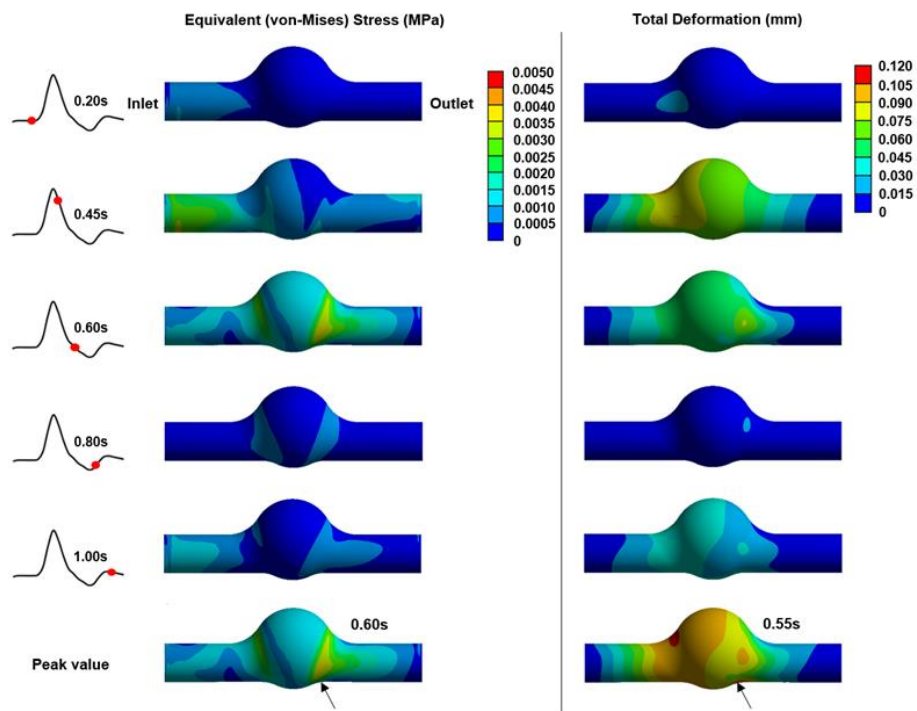 Equivalent (von-Mises) Stress (MPa)
Total Deformation (mm)
0.20s
Inlet
Outlet
0.0050
0.0045
0.0040
0.0035
0.0030
0.0025
0.0020
0.0015
0.0010
0.0005
0
0.120
0.105
0.090
0.075
0.060
0.045
0.030
0.015
0
0.45s
0.60s
0.80s
1.00s
Peak value
0.60s
0.55s